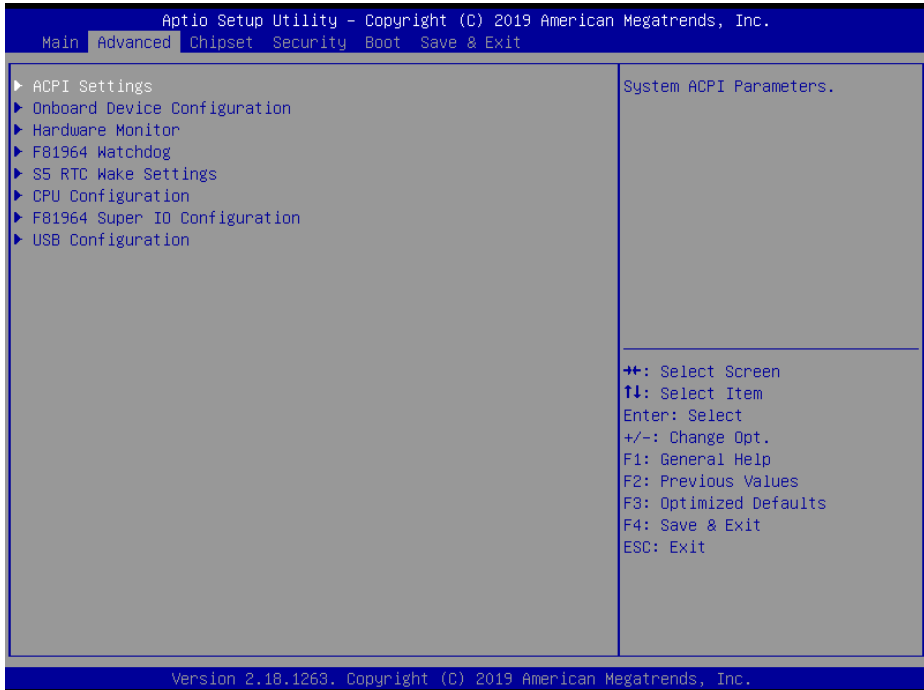 Aptio Setup Utility – Copyright (C) 2019 American Megatrends, Inc.
Main Advanced Chipset Security Boot Save & Exit
▶ ACPI Settings
▶ Onboard Device Configuration
▶ Hardware Monitor
▶ F81964 Watchdog
▶ S5 RTC Wake Settings
▶ CPU Configuration
▶ F81964 Super IO Configuration
▶ USB Configuration
System ACPI Parameters.
→←: Select Screen
↑↓: Select Item
Enter: Select
+/-: Change Opt.
F1: General Help
F2: Previous Values
F3: Optimized Defaults
F4: Save & Exit
ESC: Exit
Version 2.18.1263. Copyright (C) 2019 American Megatrends, Inc.